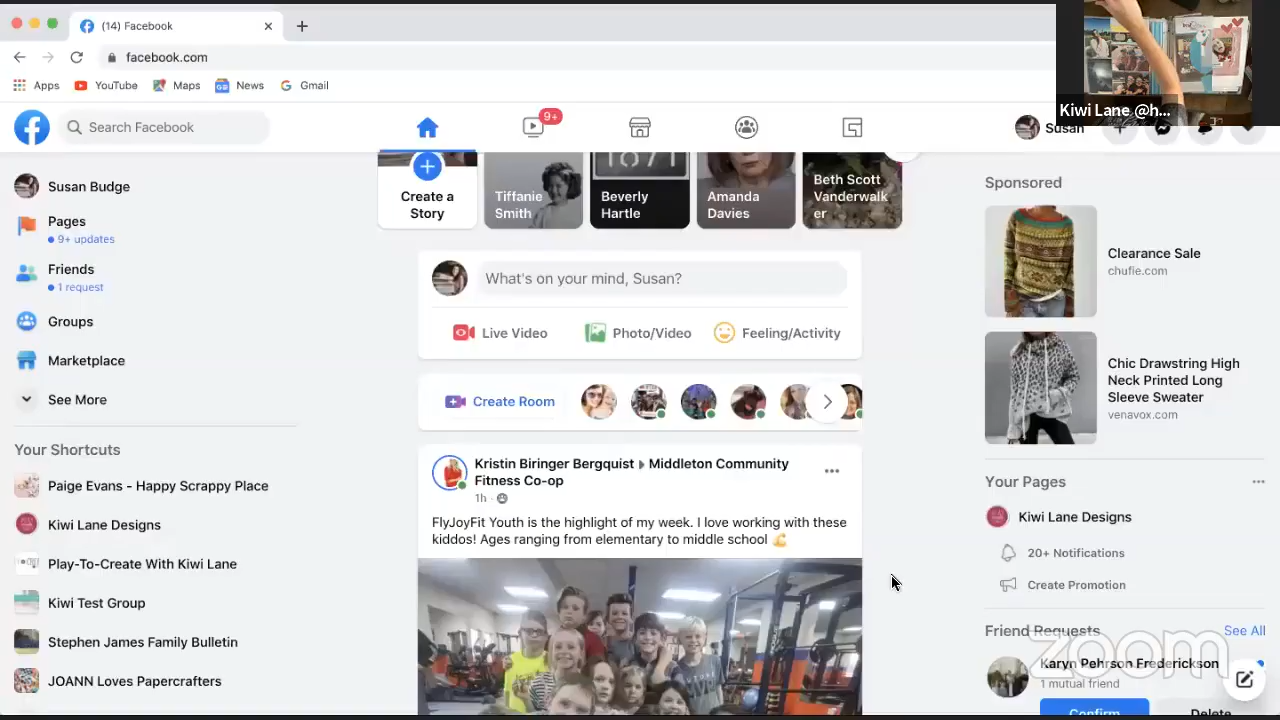 (14) Facebook
facebook.com
Apps
YouTube
Maps
News
Gmail
Kiwi Lane @h...
Search Facebook
9+
Susan
Susan Budge
Pages
9+ updates
Friends
1 request
Groups
Marketplace
See More
Your Shortcuts
Paige Evans - Happy Scrappy Place
Kiwi Lane Designs
Play-To-Create With Kiwi Lane
Kiwi Test Group
Stephen James Family Bulletin
JOANN Loves Papercrafters
Create a
Story
Tiffanie
Smith
Beverly
Hartle
Amanda
Davies
Beth Scott
Vanderwalk
er
What's on your mind, Susan?
Live Video
Photo/Video
Feeling/Activity
Create Room
Kristin Biringer Bergquist ▸ Middleton Community
Fitness Co-op
1h ·
FlyJoyFit Youth is the highlight of my week. I love working with these
kiddos! Ages ranging from elementary to middle school 💪
Sponsored
Clearance Sale
chufie.com
Chic Drawstring High
Neck Printed Long
Sleeve Sweater
venavox.com
Your Pages
Kiwi Lane Designs
20+ Notifications
Create Promotion
Friend Requests
See All
Karyn Pehrson Frederickson
1 mutual friend
Confirm
Delete
zoom